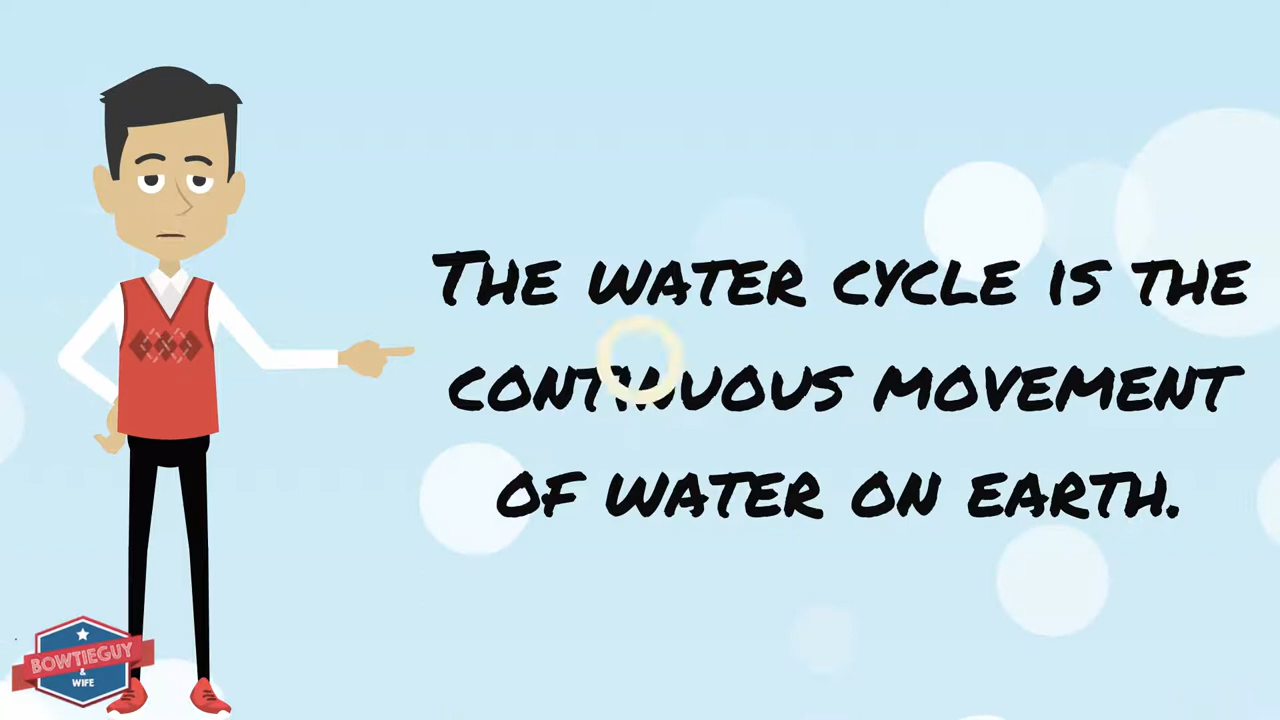 The water cycle is the
continuous movement
of water on earth.
BOWTIEGUY
&
WIFE